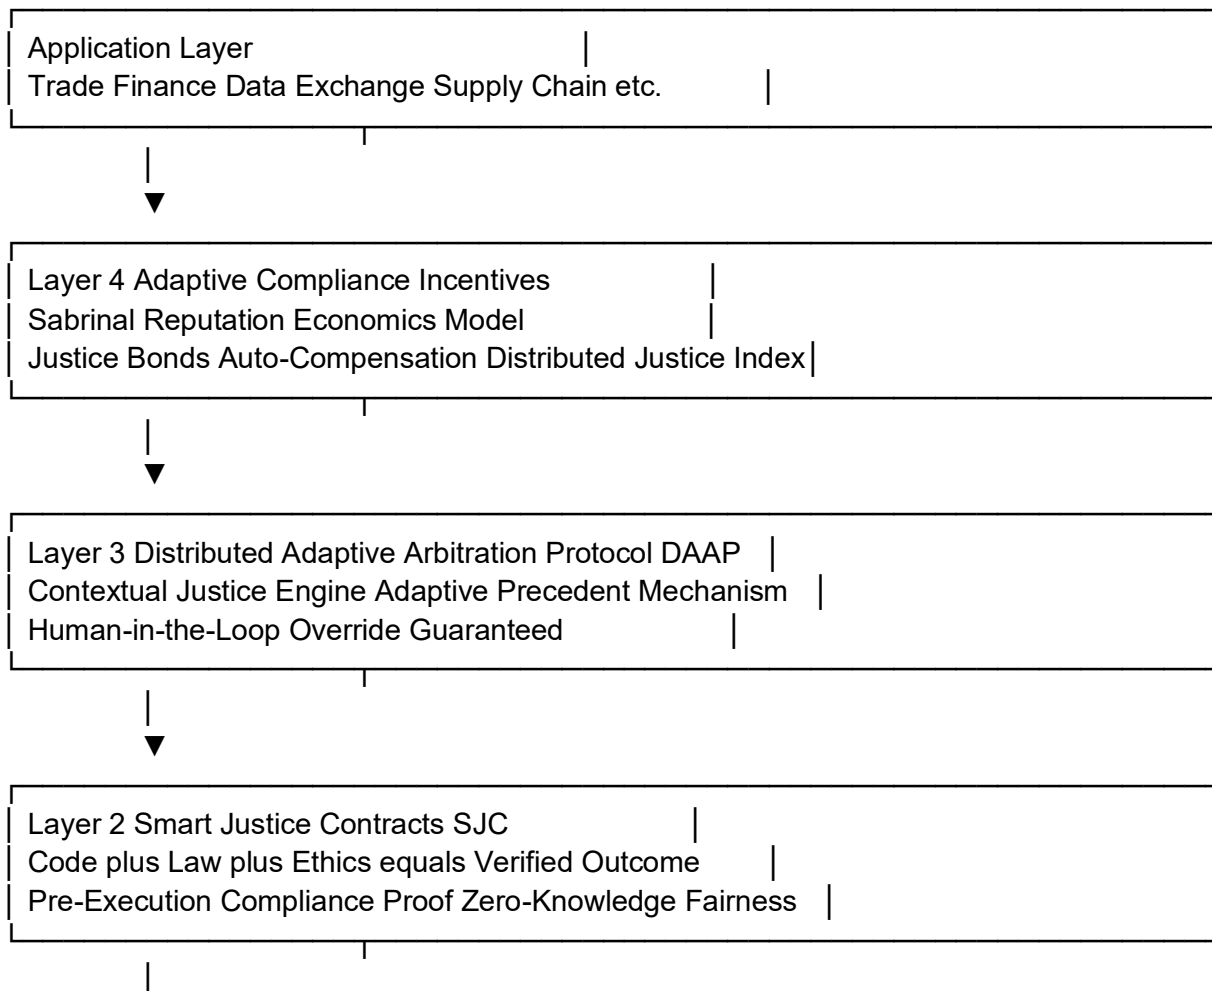 Application Layer
Trade Finance Data Exchange Supply Chain etc.
Layer 4 Adaptive Compliance Incentives
Sabrinal Reputation Economics Model
Justice Bonds Auto-Compensation Distributed Justice Index
Layer 3 Distributed Adaptive Arbitration Protocol DAAP
Contextual Justice Engine Adaptive Precedent Mechanism
Human-in-the-Loop Override Guaranteed
Layer 2 Smart Justice Contracts SJC
Code plus Law plus Ethics equals Verified Outcome
Pre-Execution Compliance Proof Zero-Knowledge Fairness